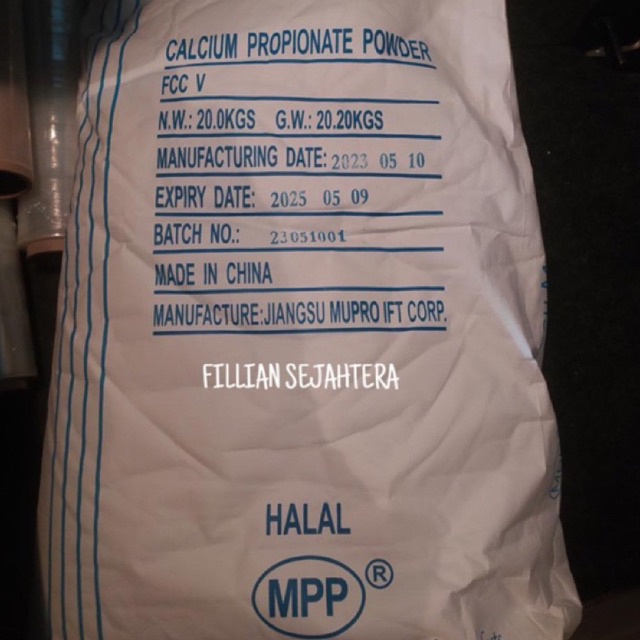 CALCIUM PROPIONATE POWDER
FCC V
N.W.: 20.0KGS G.W.: 20.20KGS
MANUFACTURING DATE: 2023 05 10
EXPIRY DATE: 2025 05 09
BATCH NO.: 23051001
MADE IN CHINA
MANUFACTURE:JIANGSU MUPRO IFT CORP.
FILLIAN SEJAHTERA
HALAL
MPP ®